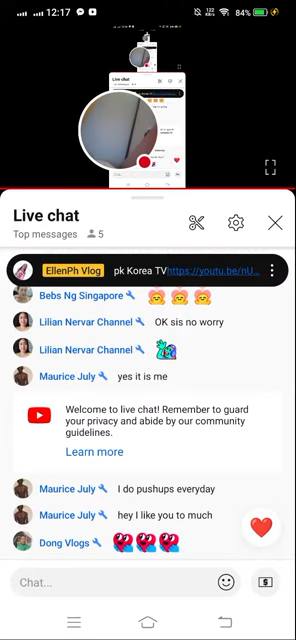 12:17
122 KB/s
84%
Live chat
Live chat
Top messages 5
EllenPh Vlog pk Korea TV https://youtu.be/nU...
Bebs Ng Singapore
Lilian Nervar Channel OK sis no worry
Lilian Nervar Channel
Maurice July yes it is me
Welcome to live chat! Remember to guard
your privacy and abide by our community
guidelines.
Learn more
Maurice July I do pushups everyday
Maurice July hey I like you to much
Dong Vlogs
Chat...